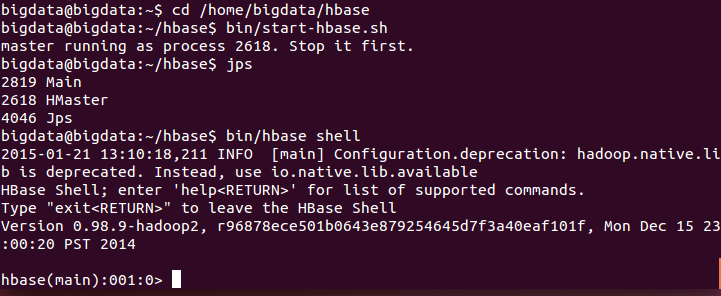 bigdata@bigdata:~$ cd /home/bigdata/hbase
bigdata@bigdata:~/hbase$ bin/start-hbase.sh
master running as process 2618. Stop it first.
bigdata@bigdata:~/hbase$ jps
2819 Main
2618 HMaster
4046 Jps
bigdata@bigdata:~/hbase$ bin/hbase shell
2015-01-21 13:10:18,211 INFO  [main] Configuration.deprecation: hadoop.native.li
b is deprecated. Instead, use io.native.lib.available
HBase Shell; enter 'help<RETURN>' for list of supported commands.
Type "exit<RETURN>" to leave the HBase Shell
Version 0.98.9-hadoop2, r96878ece501b0643e879254645d7f3a40eaf101f, Mon Dec 15 23
:00:20 PST 2014
hbase(main):001:0>